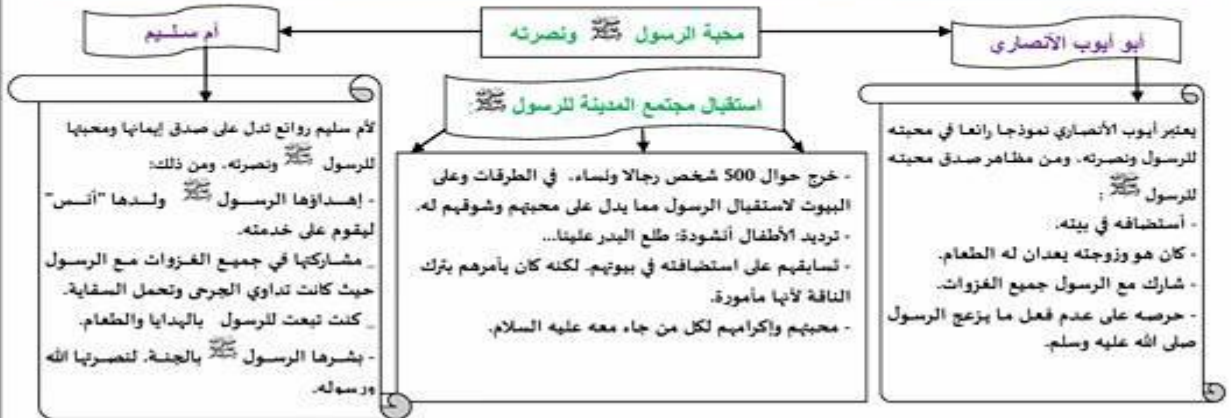 محبة الرسول ﷺ ونصرته
أبو أيوب الأنصاري
يعتبر أيوب الأنصاري نموذجا رائعا في محبته
للرسول ونصرته. ومن مظاهر صدق محبته
للرسول ﷺ :
- أستضافه في بيته.
- كان هو وزوجته يعدان له الطعام.
- شارك مع الرسول جميع الغزوات.
- حرصه على عدم فعل ما يزعج الرسول
صلى الله عليه وسلم.
استقبال مجتمع المدينة للرسول ﷺ:
- خرج حوال 500 شخص رجالا ونساء. في الطرقات وعلى
البيوت لاستقبال الرسول مما يدل على محبتهم وشوقهم له.
- ترديد الأطفال أنشودة: طلع البدر علينا...
- تسابقهم على استضافته في بيوتهم. لكنه كان يأمرهم بترك
الناقة لأنها مأمورة.
- محبتهم وإكرامهم لكل من جاء معه عليه السلام.
أم سليم
لأم سليم روائع تدل على صدق إيمانها ومحبتها
للرسول ﷺ ونصرته. ومن ذلك:
- إهداؤها الرسول ﷺ ولدها "أنس"
ليقوم على خدمته.
_ مشاركتها في جميع الغزوات مع الرسول
حيث كانت تداوي الجرحى وتحمل السقاية.
_ كنت تبعث للرسول بالهدايا والطعام.
- بشرها الرسول ﷺ بالجنة. لنصرتها الله
ورسوله.